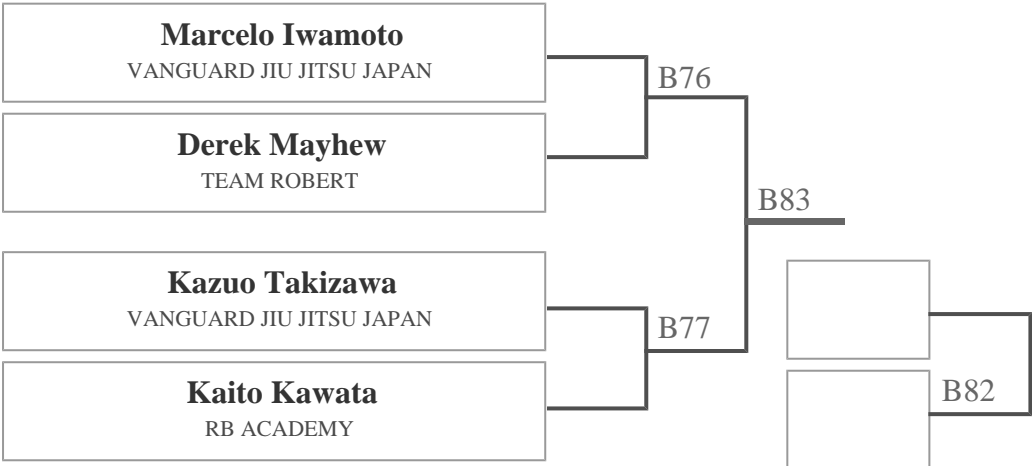 Marcelo Iwamoto
VANGUARD JIU JITSU JAPAN
B76
Derek Mayhew
TEAM ROBERT
B83
Kazuo Takizawa
VANGUARD JIU JITSU JAPAN
B77
Kaito Kawata
RB ACADEMY
B82